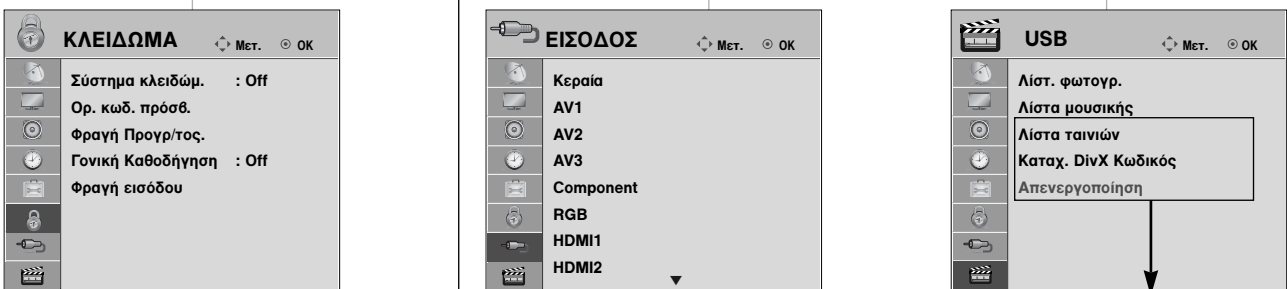 ΚΛΕΙΔΩΜΑ
Μετ.
OK
Σύστημα κλειδώμ. : Off
Ορ. κωδ. πρόσβ.
Φραγή Προγρ/τος.
Γονική Καθοδήγηση : Off
Φραγή εισόδου
ΕΙΣΟΔΟΣ
Μετ.
OK
Κεραία
AV1
AV2
AV3
Component
RGB
HDMI1
HDMI2
USB
Μετ.
OK
Λίστ. φωτογρ.
Λίστα μουσικής
Λίστα ταινιών
Καταχ. DivX Κωδικός
Απενεργοποίηση